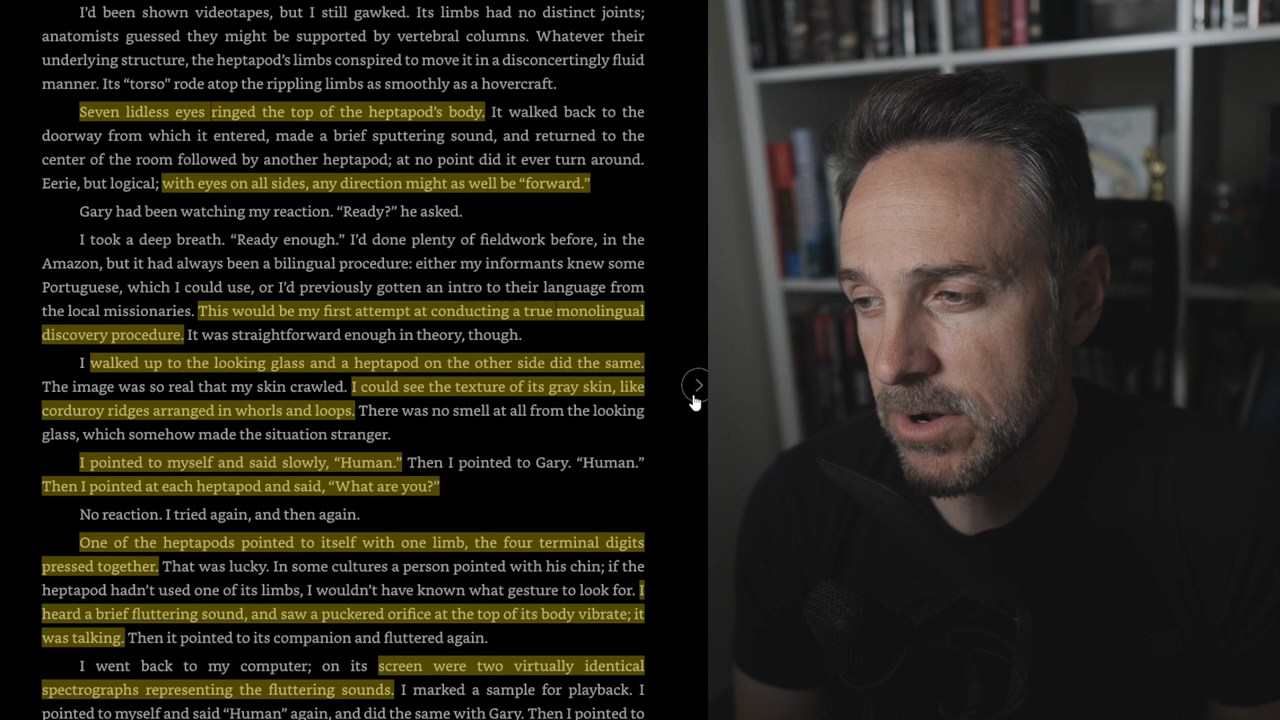 I’d been shown videotapes, but I still gawked. Its limbs had no distinct joints;
anatomists guessed they might be supported by vertebral columns. Whatever their
underlying structure, the heptapod’s limbs conspired to move it in a disconcertingly fluid
manner. Its “torso” rode atop the rippling limbs as smoothly as a hovercraft.
Seven lidless eyes ringed the top of the heptapod’s body. It walked back to the
doorway from which it entered, made a brief sputtering sound, and returned to the
center of the room followed by another heptapod; at no point did it ever turn around.
Eerie, but logical; with eyes on all sides, any direction might as well be “forward.”
Gary had been watching my reaction. “Ready?” he asked.
I took a deep breath. “Ready enough.” I’d done plenty of fieldwork before, in the
Amazon, but it had always been a bilingual procedure: either my informants knew some
Portuguese, which I could use, or I’d previously gotten an intro to their language from
the local missionaries. This would be my first attempt at conducting a true monolingual
discovery procedure. It was straightforward enough in theory, though.
I walked up to the looking glass and a heptapod on the other side did the same.
The image was so real that my skin crawled. I could see the texture of its gray skin, like
corduroy ridges arranged in whorls and loops. There was no smell at all from the looking
glass, which somehow made the situation stranger.
I pointed to myself and said slowly, “Human.” Then I pointed to Gary. “Human.”
Then I pointed at each heptapod and said, “What are you?”
No reaction. I tried again, and then again.
One of the heptapods pointed to itself with one limb, the four terminal digits
pressed together. That was lucky. In some cultures a person pointed with his chin; if the
heptapod hadn’t used one of its limbs, I wouldn’t have known what gesture to look for. I
heard a brief fluttering sound, and saw a puckered orifice at the top of its body vibrate; it
was talking. Then it pointed to its companion and fluttered again.
I went back to my computer; on its screen were two virtually identical
spectrographs representing the fluttering sounds. I marked a sample for playback. I
pointed to myself and said “Human” again, and did the same with Gary. Then I pointed to